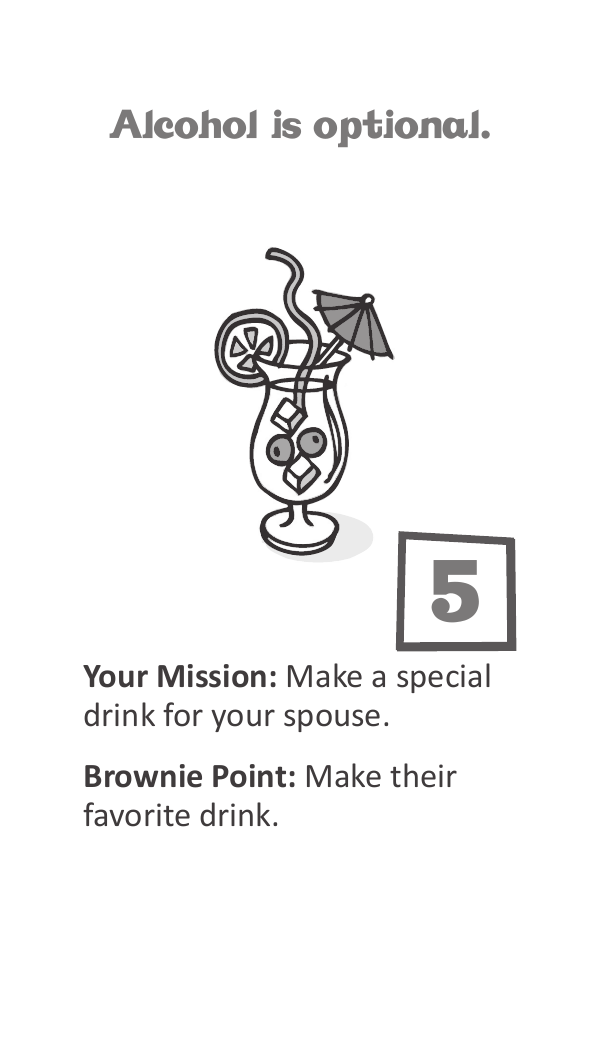 Alcohol is optional.
5
Your Mission: Make a special
drink for your spouse.
Brownie Point: Make their
favorite drink.